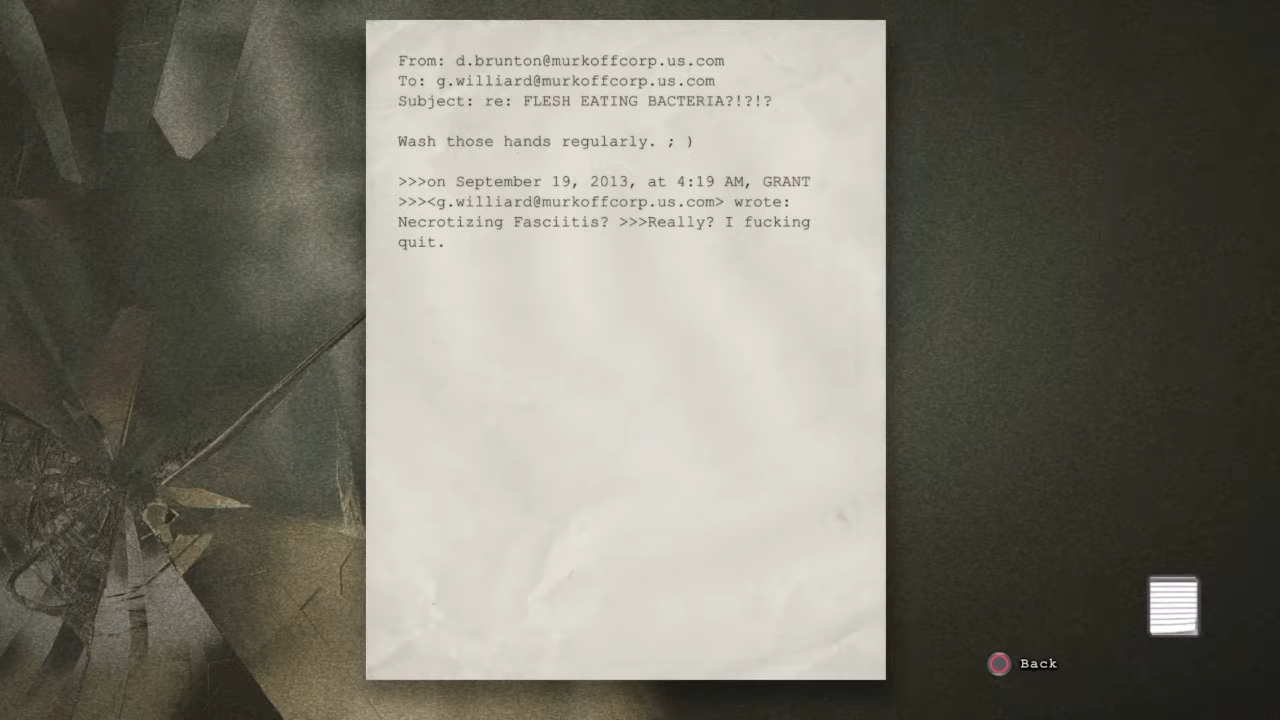 From: d.brunton@murkoffcorp.us.com
To: g.williard@murkoffcorp.us.com
Subject: re: FLESH EATING BACTERIA?!?!?
Wash those hands regularly. ; )
>>>on September 19, 2013, at 4:19 AM, GRANT
>>><g.williard@murkoffcorp.us.com> wrote:
Necrotizing Fasciitis? >>>Really? I fucking
quit.
Back